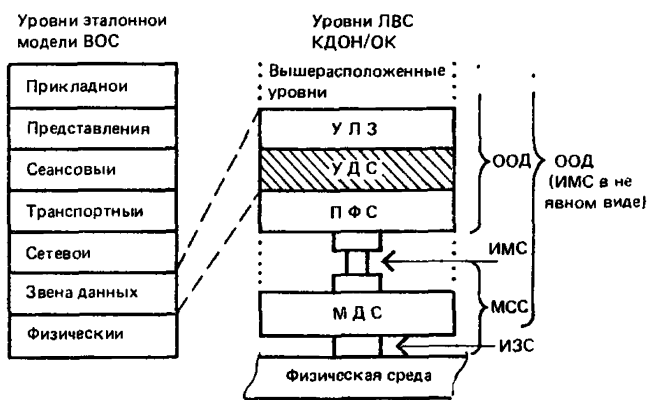 Уровни эталонной
модели ВОС
Прикладной
Представления
Сеансовый
Транспортный
Сетевой
Звена данных
Физический
Уровни ЛВС
КДОН/ОК
Вышерасположенные
уровни
УЛЗ
УДС
ПФС
МДС
Физическая среда
ООД
ООД
(ИМС в не
явном виде)
ИМС
МСС
ИЗС